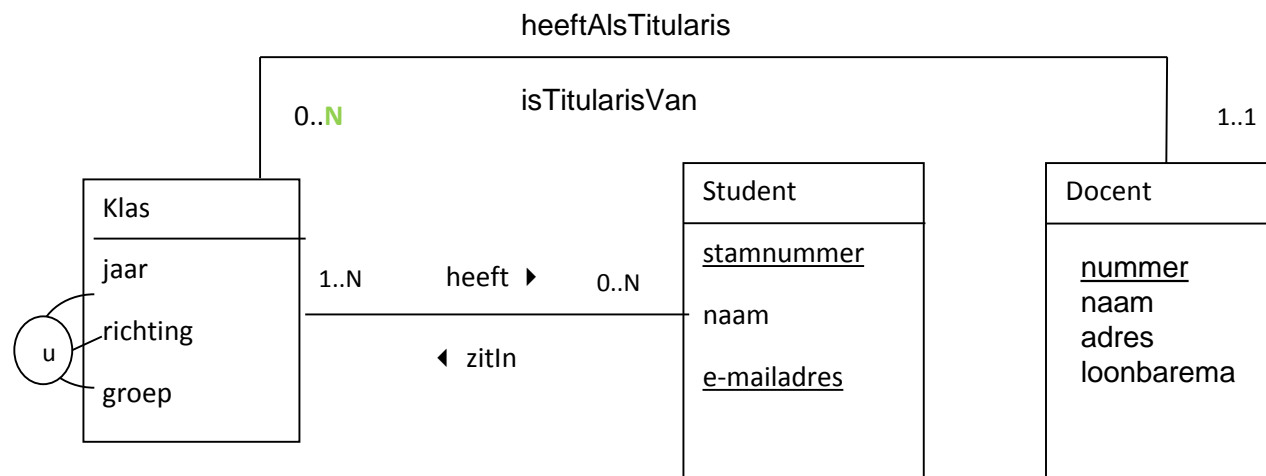 heeftAlsTitularis
isTitularisVan
0..N
1..1
Klas
jaar
richting
groep
u
1..N
heeft
0..N
zitIn
Student
stamnummer
naam
e-mailadres
Docent
nummer
naam
adres
loonbarema